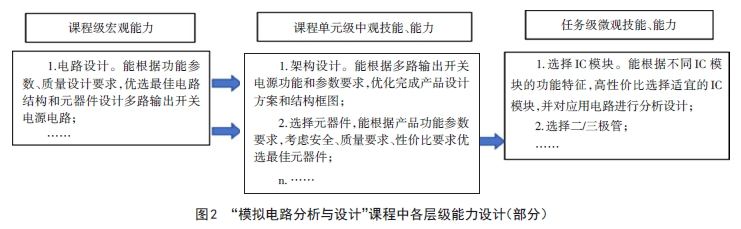 课程级宏观能力
1.电路设计。能根据功能参
数、质量设计要求，优选最佳电路
结构和元器件设计多路输出开关
电源电路；
……
课程单元级中观技能、能力
1.架构设计。能根据多路输出开关
电源功能和参数要求，优化完成产品设计
方案和结构框图；
2.选择元器件，能根据产品功能参数
要求，考虑安全、质量要求、性价比要求优
选最佳元器件；
n.……
任务级微观技能、能力
1.选择IC模块。能根据不同IC模
块的功能特征，高性价比选择适宜的IC
模块，并对应用电路进行分析设计；
2.选择二/三极管；
……
图2 “模拟电路分析与设计”课程中各层级能力设计（部分）